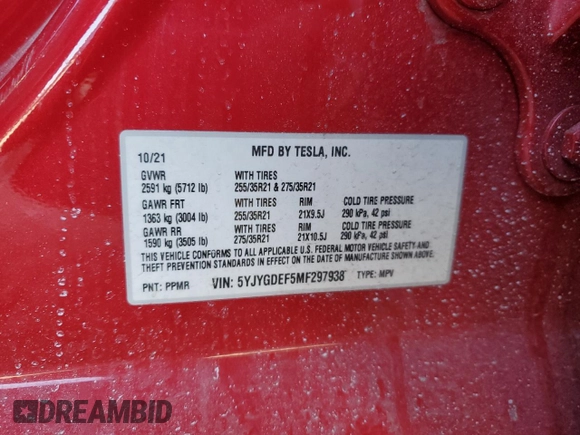 10/21 MFD BY TESLA, INC.
GVWR WITH TIRES
2591 kg (5712 lb) 255/35R21 & 275/35R21
GAWR FRT WITH TIRES RIM COLD TIRE PRESSURE
1363 kg (3004 lb) 255/35R21 21X9.5J 290 kPa, 42 psi
GAWR RR WITH TIRES RIM COLD TIRE PRESSURE
1590 kg (3505 lb) 275/35R21 21X10.5J 290 kPa, 42 psi
THIS VEHICLE CONFORMS TO ALL APPLICABLE U.S. FEDERAL MOTOR VEHICLE SAFETY AND
THEFT PREVENTION STANDARDS IN EFFECT ON THE DATE OF MANUFACTURE SHOWN ABOVE.
PNT: PPMR VIN: 5YJYGDEF5MF297938 TYPE: MPV
DREAMBID